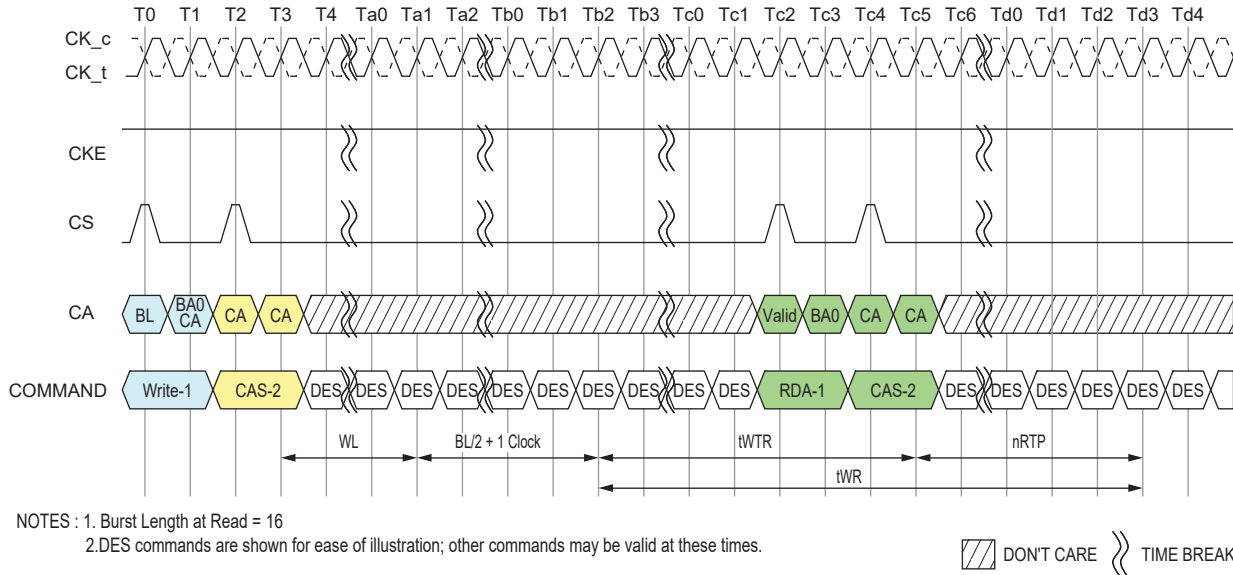 T0 T1 T2 T3 T4 Ta0 Ta1 Ta2 Tb0 Tb1 Tb2 Tb3 Tc0 Tc1 Tc2 Tc3 Tc4 Tc5 Tc6 Td0 Td1 Td2 Td3 Td4
CK_c
CK_t
CKE
CS
CA BL BA0 CA CA CA Valid BA0 CA CA
COMMAND Write-1 CAS-2 DES DES DES DES DES DES DES DES DES DES RDA-1 CAS-2 DES DES DES DES DES DES
WL BL/2 + 1 Clock tWTR nRTP
tWR
NOTES : 1. Burst Length at Read = 16
2.DES commands are shown for ease of illustration; other commands may be valid at these times.
DON'T CARE TIME BREAK